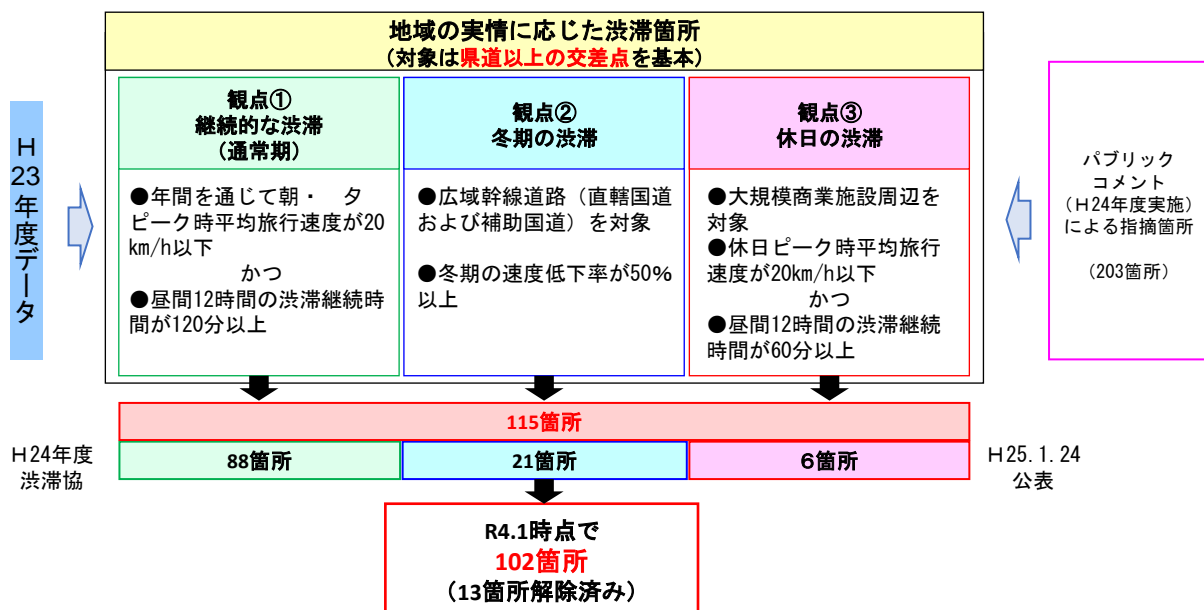 地域の実情に応じた渋滞箇所
(対象は県道以上の交差点を基本)
H
23
年
度
デ
ー
タ
観点①
継続的な渋滞
(通常期)
●年間を通じて朝・　夕
ピーク時平均旅行速度が20
km/h以下
かつ
●昼間12時間の渋滞継続時
間が120分以上
観点②
冬期の渋滞
●広域幹線道路（直轄国道
および補助国道）を対象
●冬期の速度低下率が50%
以上
観点③
休日の渋滞
●大規模商業施設周辺を
対象
●休日ピーク時平均旅行
速度が20km/h以下
かつ
●昼間12時間の渋滞継続
時間が60分以上
パブリック
コメント
（H24年度実施）
による指摘箇所
（203箇所）
H24年度
渋滞協
115箇所
88箇所
21箇所
6箇所
H25.1.24
公表
R4.1時点で
102箇所
（13箇所解除済み）